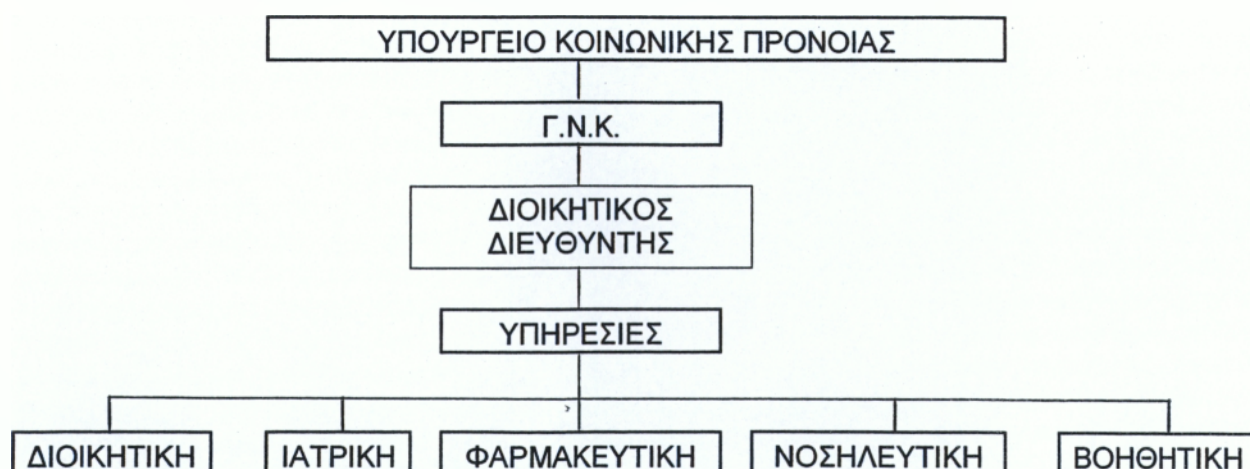 ΥΠΟΥΡΓΕΙΟ ΚΟΙΝΩΝΙΚΗΣ ΠΡΟΝΟΙΑΣ
Γ.Ν.Κ.
ΔΙΟΙΚΗΤΙΚΟΣ
ΔΙΕΥΘΥΝΤΗΣ
ΥΠΗΡΕΣΙΕΣ
ΔΙΟΙΚΗΤΙΚΗ ΙΑΤΡΙΚΗ ΦΑΡΜΑΚΕΥΤΙΚΗ ΝΟΣΗΛΕΥΤΙΚΗ ΒΟΗΘΗΤΙΚΗ